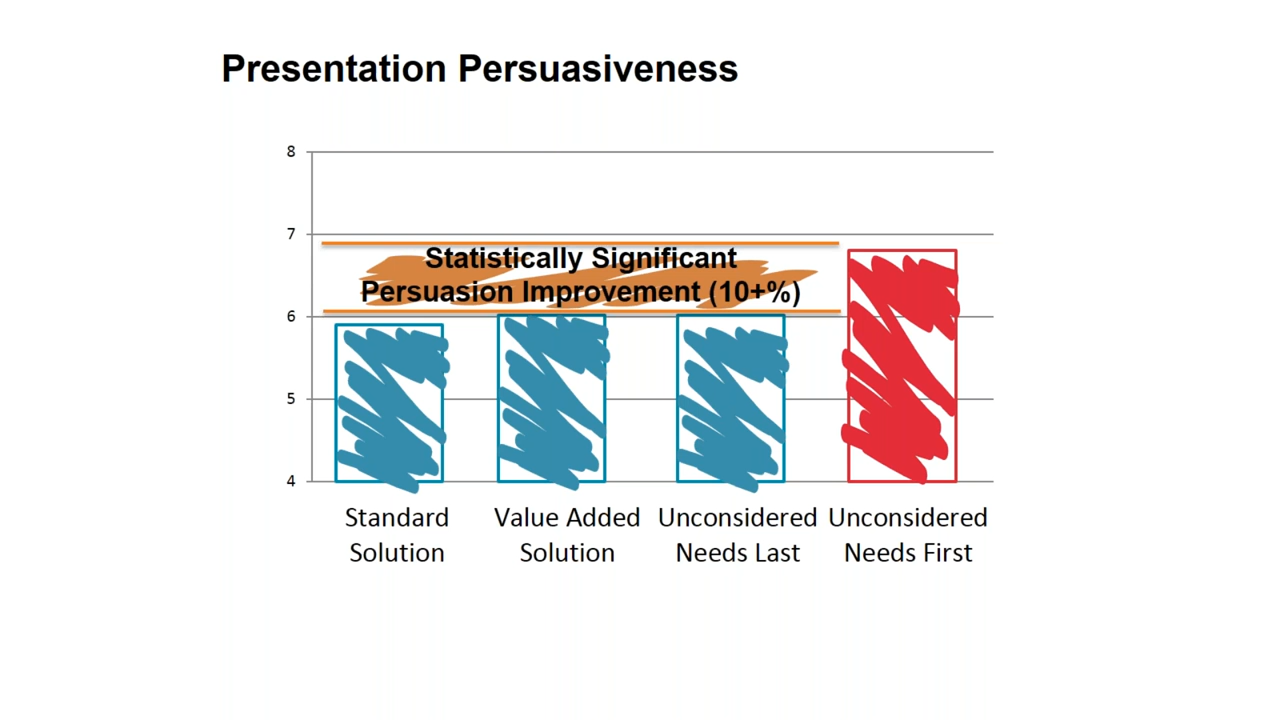 Presentation Persuasiveness
8
7
Statistically Significant
Persuasion Improvement (10+%)
6
5
4
Standard Solution
Value Added Solution
Unconsidered Needs Last
Unconsidered Needs First